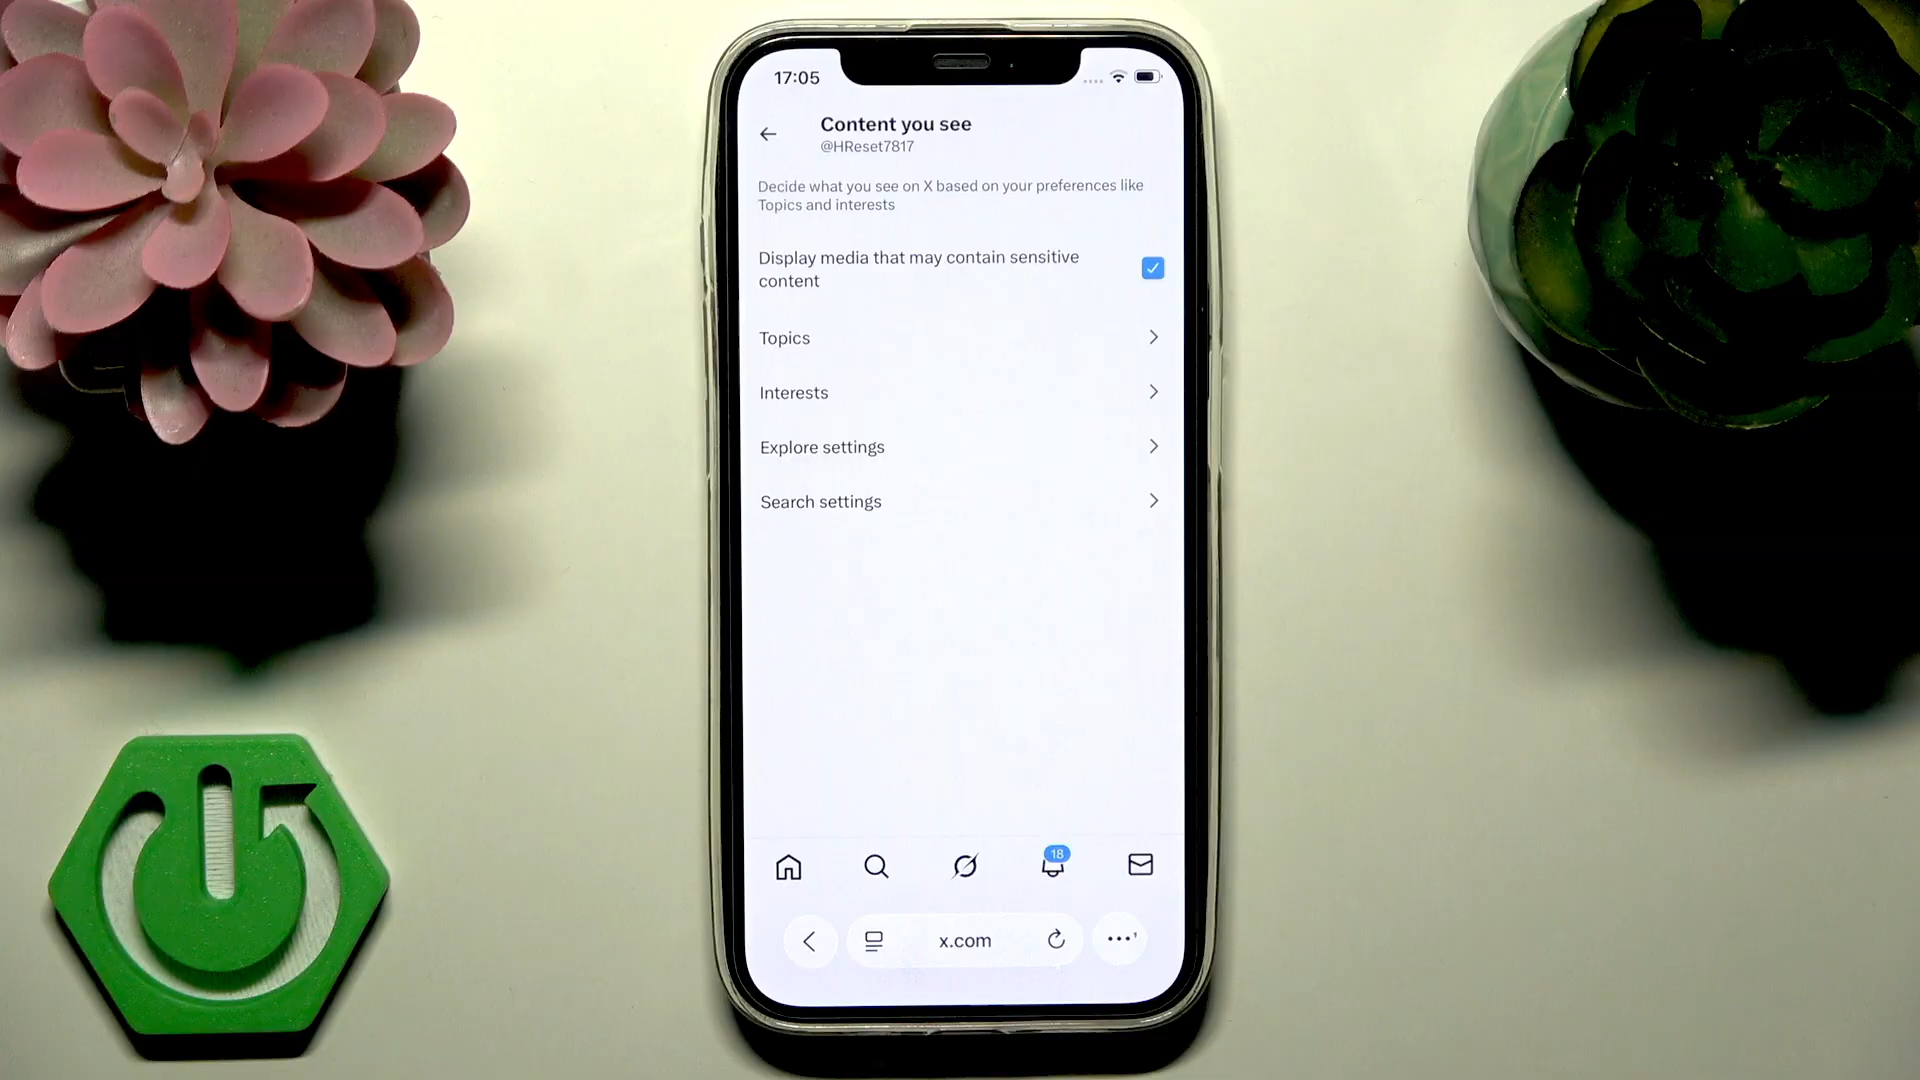 17:05
Content you see
@HReset7817
Decide what you see on X based on your preferences like
Topics and interests
Display media that may contain sensitive
content
Topics
Interests
Explore settings
Search settings
18
x.com